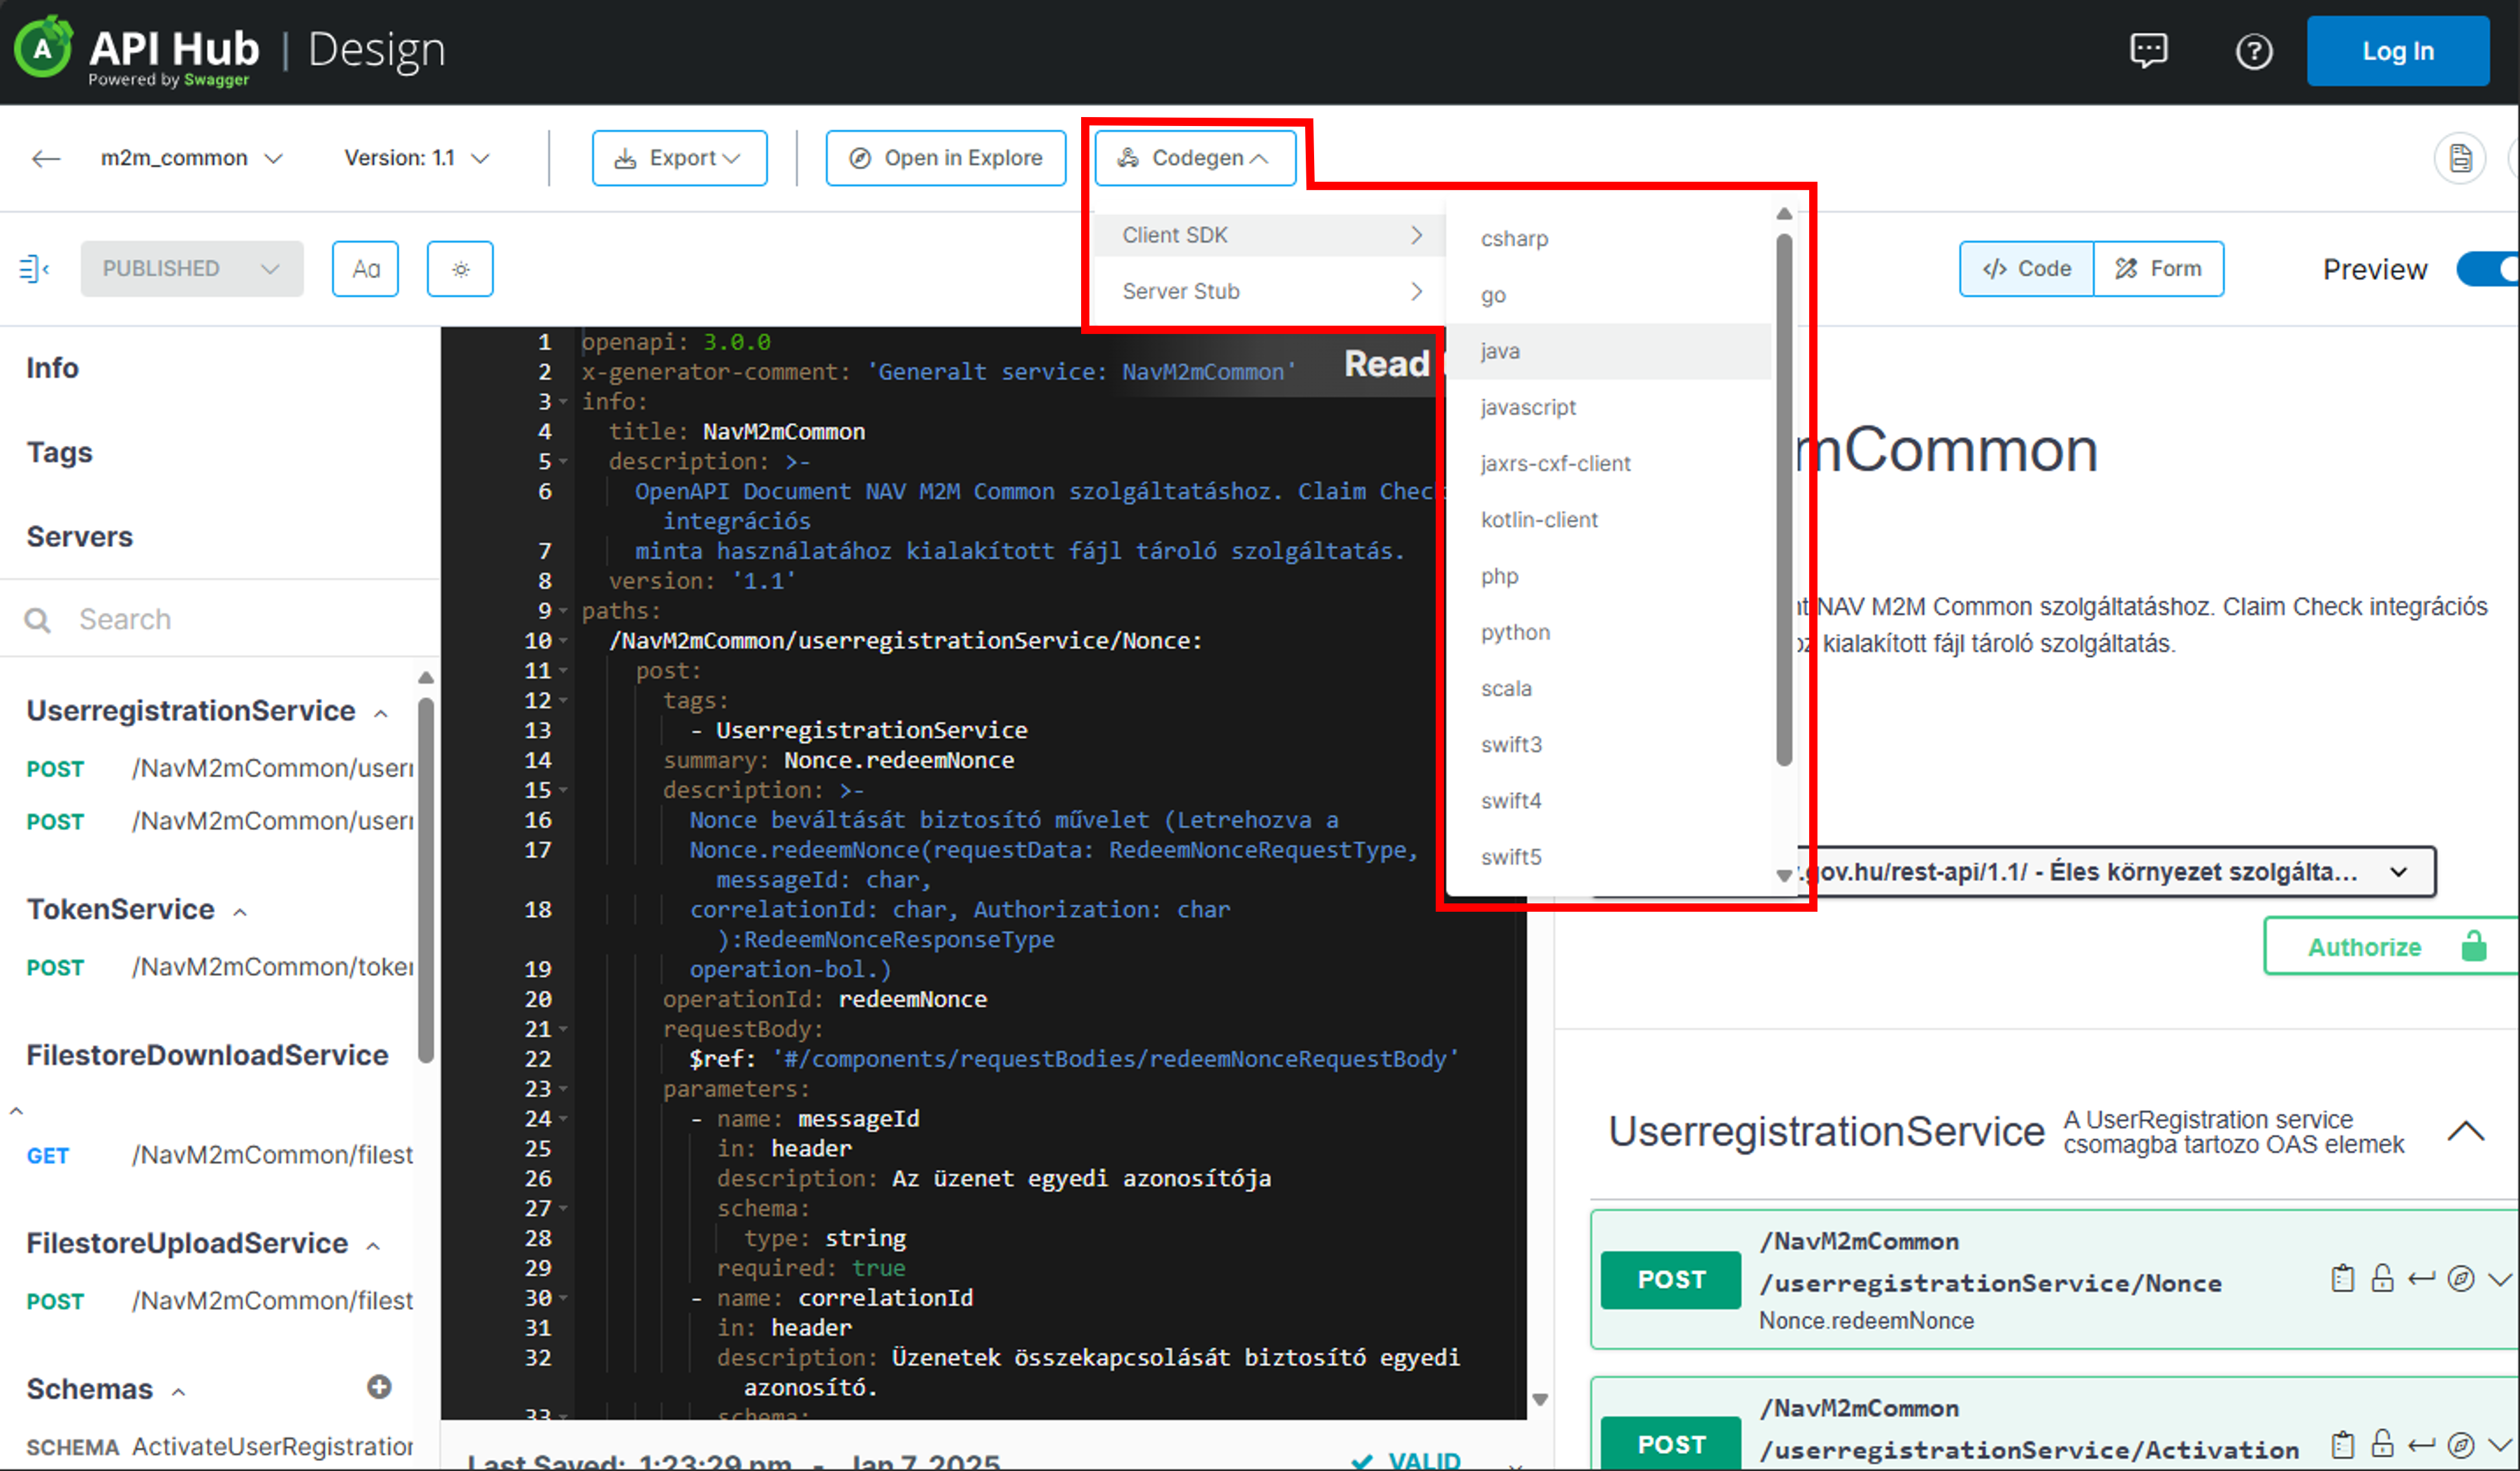 API Hub | Design
Powered by Swagger
Log In
m2m_common
Version: 1.1
Export
Open in Explore
Codegen
PUBLISHED
Aa
Client SDK
Server Stub
</> Code
Form
Preview
csharp
go
java
javascript
jaxrs-cxf-client
kotlin-client
php
python
scala
swift3
swift4
swift5
Info
Tags
Servers
Search
UserregistrationService
POST /NavM2mCommon/userr
POST /NavM2mCommon/userr
TokenService
POST /NavM2mCommon/token
FilestoreDownloadService
GET /NavM2mCommon/filest
FilestoreUploadService
POST /NavM2mCommon/filest
Schemas
SCHEMA ActivateUserRegistration
Read
1 openapi: 3.0.0
2 x-generator-comment: 'Generalt service: NavM2mCommon'
3 info:
4 title: NavM2mCommon
5 description: >-
6 OpenAPI Document NAV M2M Common szolgáltatáshoz. Claim Check
integrációs
7 minta használatához kialakított fájl tároló szolgáltatás.
8 version: '1.1'
9 paths:
10 /NavM2mCommon/userregistrationService/Nonce:
11 post:
12 tags:
13 - UserregistrationService
14 summary: Nonce.redeemNonce
15 description: >-
16 Nonce beváltását biztosító művelet (Letrehozva a
17 Nonce.redeemNonce(requestData: RedeemNonceRequestType,
messageId: char,
18 correlationId: char, Authorization: char
):RedeemNonceResponseType
19 operation-bol.)
20 operationId: redeemNonce
21 requestBody:
22 $ref: '#/components/requestBodies/redeemNonceRequestBody'
23 parameters:
24 - name: messageId
25 in: header
26 description: Az üzenet egyedi azonosítója
27 schema:
28 type: string
29 required: true
30 - name: correlationId
31 in: header
32 description: Üzenetek összekapcsolását biztosító egyedi
azonosító.
33 schema:
Last Saved: 1:23:29 pm - Jan 7, 2025
VALID
mCommon
NAV M2M Common szolgáltatáshoz. Claim Check integrációs
kialakított fájl tároló szolgáltatás.
.gov.hu/rest-api/1.1/ - Éles környezet szolgálta...
Authorize
UserregistrationService
A UserRegistration service
csomagba tartozo OAS elemek
POST
/NavM2mCommon
/userregistrationService/Nonce
Nonce.redeemNonce
POST
/NavM2mCommon
/userregistrationService/Activation